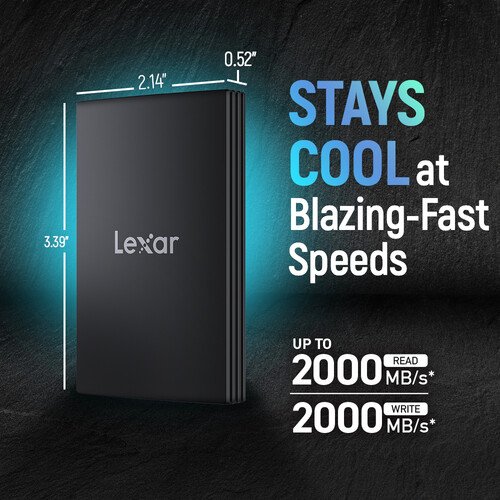 0.52"
2.14"
3.39"
Lexar
STAYS
COOL at
Blazing-Fast
Speeds
UP TO
2000 READ MB/s*
2000 WRITE MB/s*